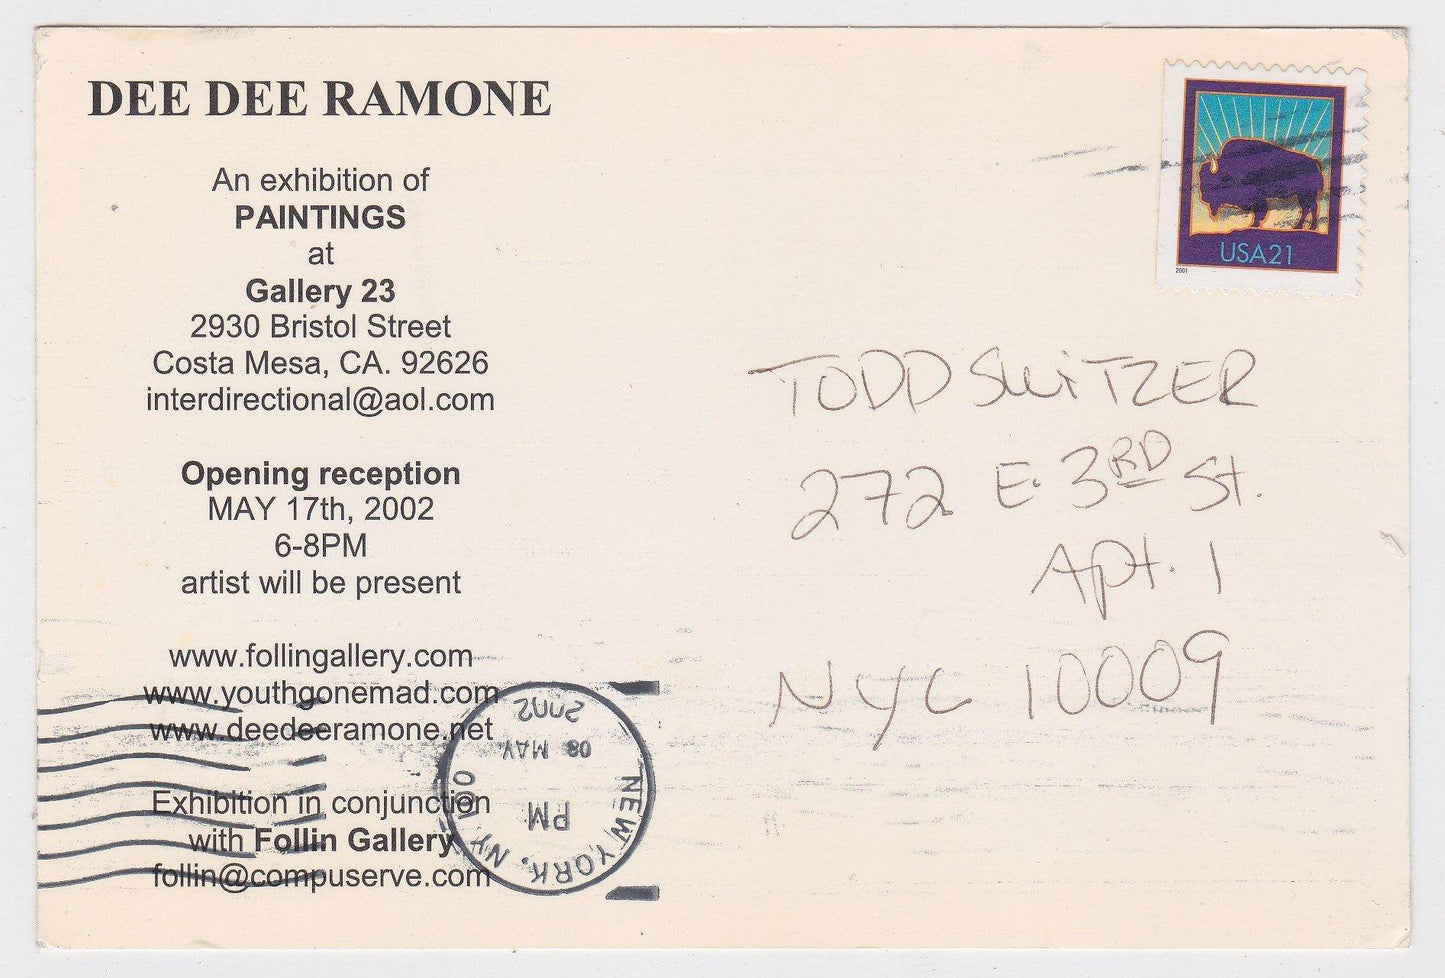 DEE DEE RAMONE
An exhibition of
PAINTINGS
at
Gallery 23
2930 Bristol Street
Costa Mesa, CA. 92626
interdirectional@aol.com
Opening reception
MAY 17th, 2002
6-8PM
artist will be present
www.follingallery.com
www.youthgonemad.com
www.deedeeramone.net
Exhibition in conjunction
with Follin Gallery
follin@compuserve.com
USA21
2001
TODD SWITZER
272 E. 3RD St.
Apt. 1
NYC 10009
NEW YORK, NY 100
PM
08 MAY
2002